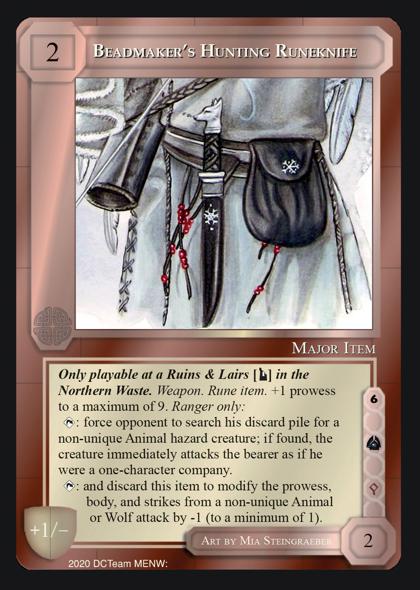 2
Beadmaker's Hunting Runeknife
Major Item
Only playable at a Ruins & Lairs [] in the
Northern Waste. Weapon. Rune item. +1 prowess
to a maximum of 9. Ranger only:
: force opponent to search his discard pile for a
non-unique Animal hazard creature; if found, the
creature immediately attacks the bearer as if he
were a one-character company.
: and discard this item to modify the prowess,
body, and strikes from a non-unique Animal
or Wolf attack by -1 (to a minimum of 1).
6
+1/–
Art by Mia Steingraeber
2
2020 DCTeam MENW: